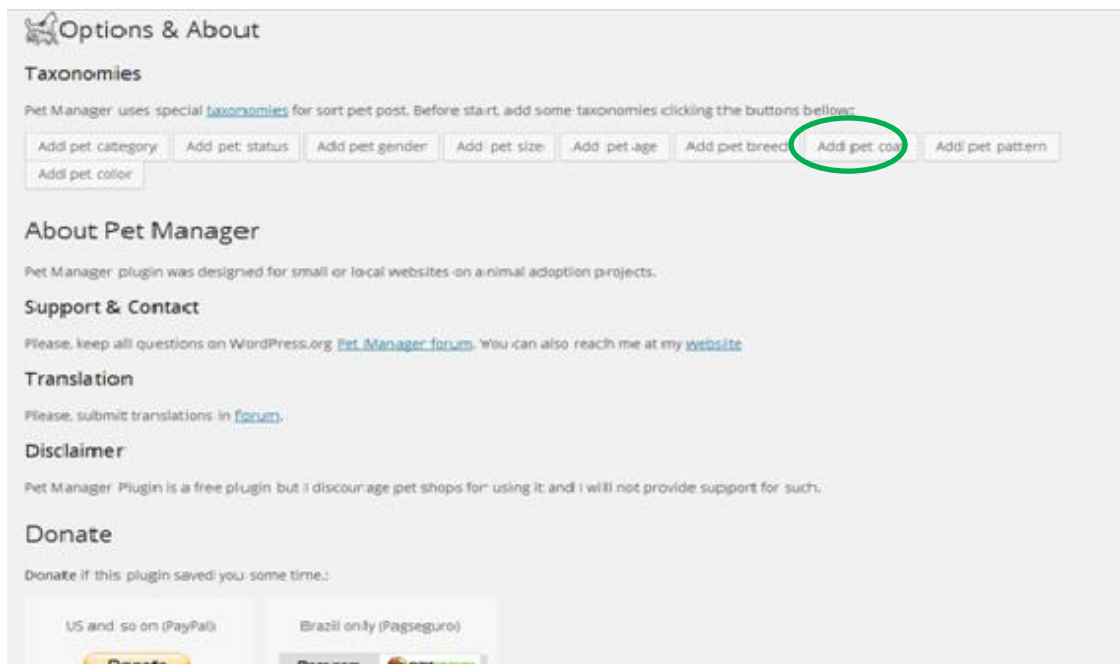 Options & About
Taxonomies
Pet Manager uses special taxonomies for sort pet post. Before start, add some taxonomies clicking the buttons bellow:
Add pet category Add pet status Add pet gender Add pet size Add pet age Add pet breed Add pet coat Add pet pattern
Add pet color
About Pet Manager
Pet Manager plugin was designed for small or local websites on animal adoption projects.
Support & Contact
Please, keep all questions on WordPress.org Pet Manager forum. You can also reach me at my website
Translation
Please, submit translations in forum.
Disclaimer
Pet Manager Plugin is a free plugin but I discourage pet shops for using it and I will not provide support for such.
Donate
Donate if this plugin saved you some time.:
US and so on (PayPal) Brazil only (Pagseguro)
Donate